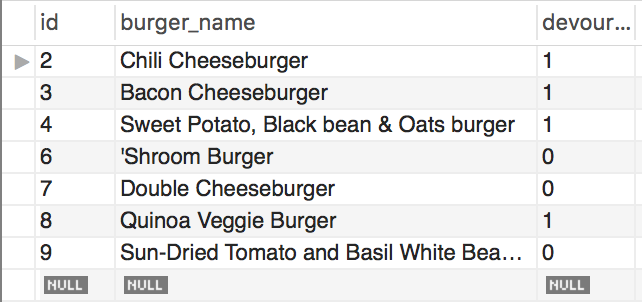 id burger_name devour...
2 Chili Cheeseburger 1
3 Bacon Cheeseburger 1
4 Sweet Potato, Black bean & Oats burger 1
6 'Shroom Burger 0
7 Double Cheeseburger 0
8 Quinoa Veggie Burger 1
9 Sun-Dried Tomato and Basil White Bea... 0
NULL NULL NULL